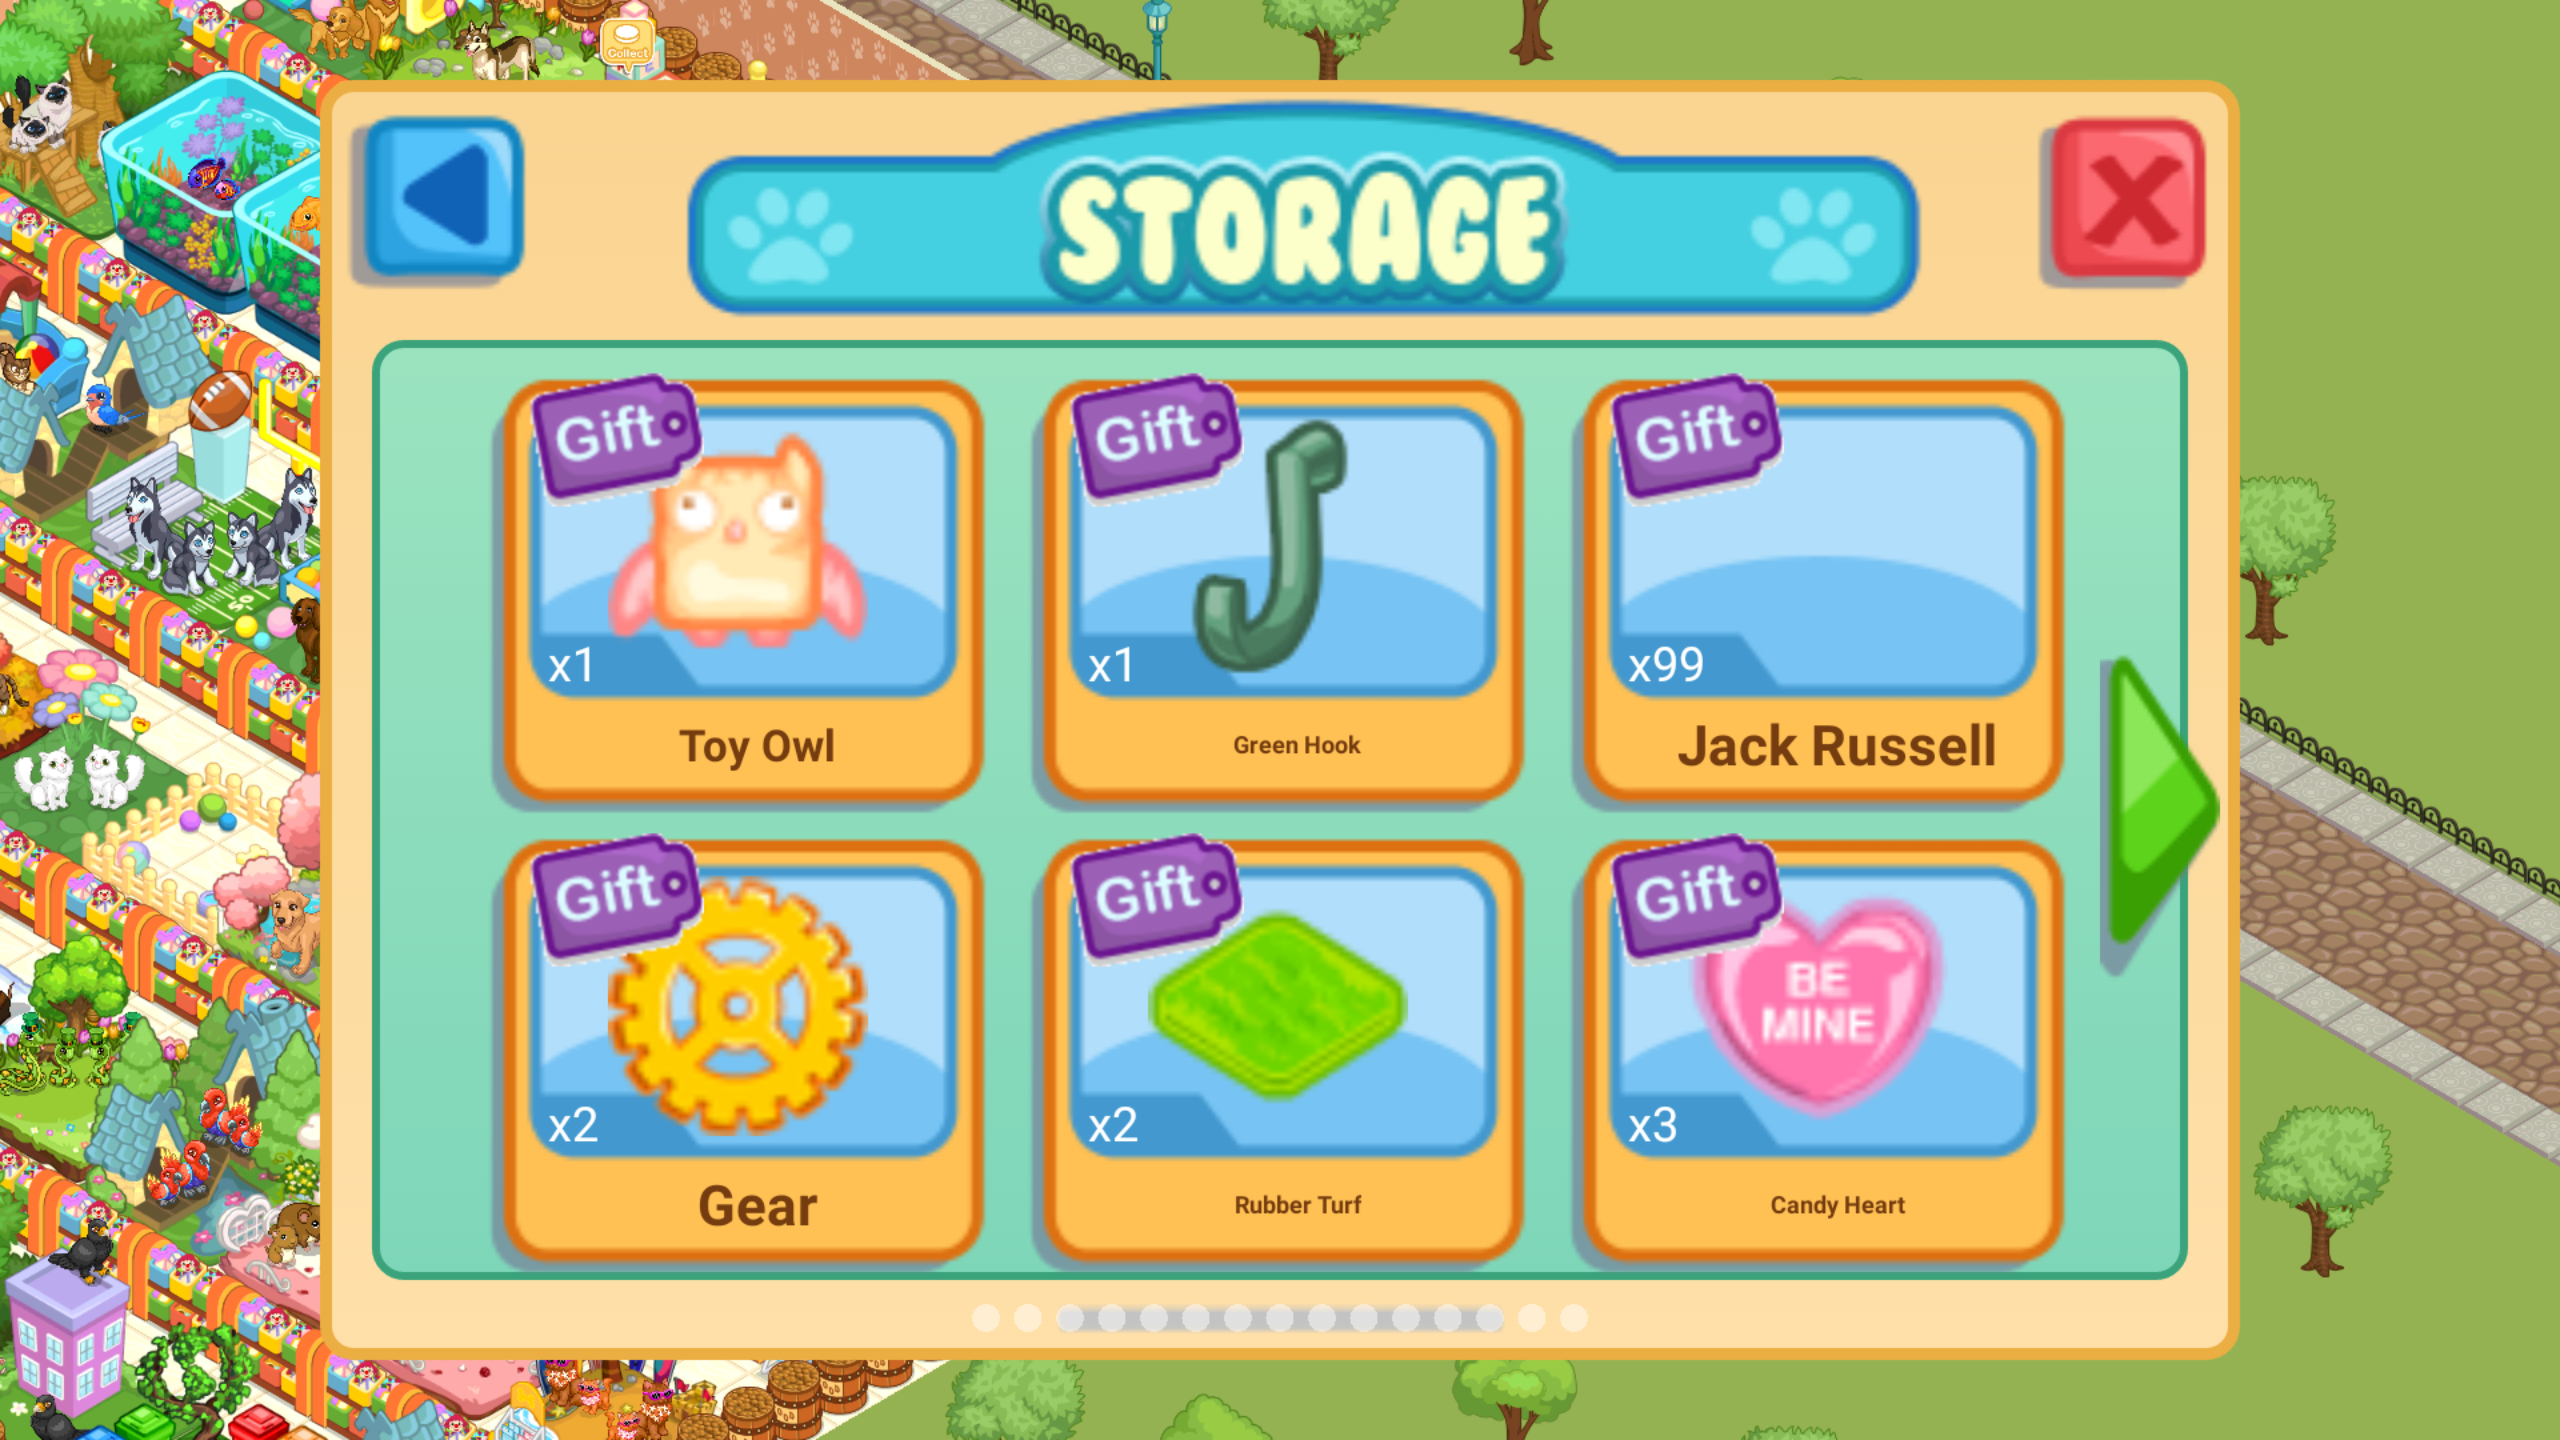 Collect
STORAGE
Gift
x1
Toy Owl
Gift
x1
Green Hook
Gift
x99
Jack Russell
Gift
x2
Gear
Gift
x2
Rubber Turf
Gift
BE
MINE
x3
Candy Heart
50